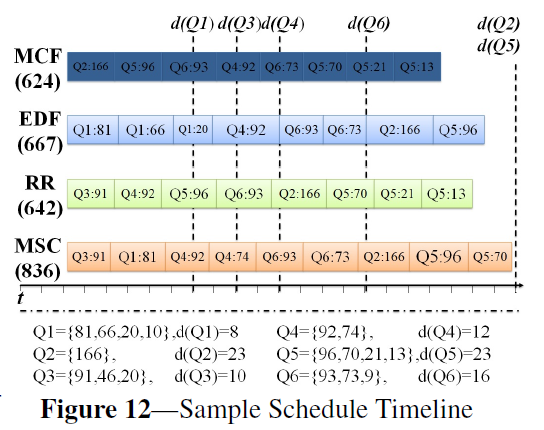 d(Q1) d(Q3) d(Q4) d(Q6) d(Q2)
d(Q5)
MCF
(624)
Q2:166 Q5:96 Q6:93 Q4:92 Q6:73 Q5:70 Q5:21 Q5:13
EDF
(667)
Q1:81 Q1:66 Q1:20 Q4:92 Q6:93 Q6:73 Q2:166 Q5:96
RR
(642)
Q3:91 Q4:92 Q5:96 Q6:93 Q2:166 Q5:70 Q5:21 Q5:13
MSC
(836)
Q3:91 Q1:81 Q4:92 Q4:74 Q6:93 Q6:73 Q2:166 Q5:96 Q5:70
t
Q1={81,66,20,10},d(Q1)=8 Q4={92,74}, d(Q4)=12
Q2={166}, d(Q2)=23 Q5={96,70,21,13},d(Q5)=23
Q3={91,46,20}, d(Q3)=10 Q6={93,73,9}, d(Q6)=16
Figure 12—Sample Schedule Timeline